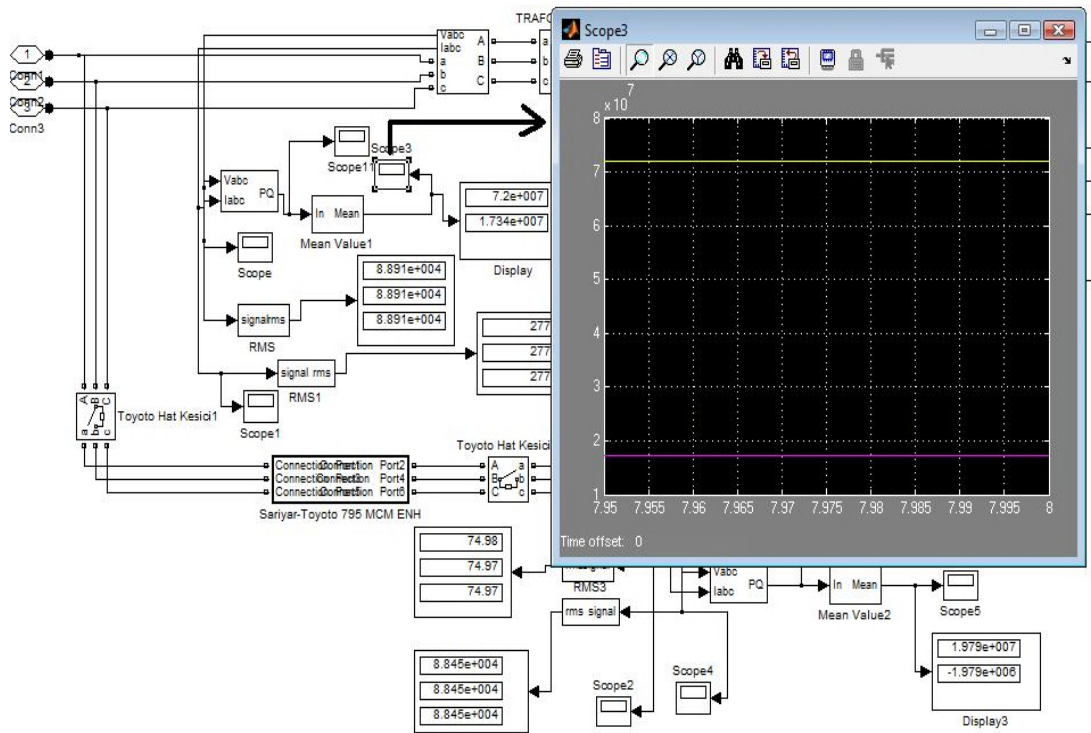 TRAFO
Scope3
1
2
3
Conn1
Conn2
Conn3
Vabc
Iabc
a
b
c
A
B
C
a
b
Scope3
Scope11
Vabc
Iabc
PQ
In Mean
Mean Value1
7.2e+007
1.734e+007
Display
Scope
8.891e+004
8.891e+004
8.891e+004
signalrms
RMS
277
277
277
signal rms
RMS1
Scope1
A B C
a b c
Toyoto Hat Kesici1
Port2
Port4
Port6
Sariyar-Toyoto 795 MCM ENH
Toyoto Hat Kesici
A a
B b
C c
x 10
7
8
7
6
5
4
3
2
1
7.95 7.955 7.96 7.965 7.97 7.975 7.98 7.985 7.99 7.995 8
Time offset: 0
74.98
74.97
74.97
RMS3
rms signal
8.845e+004
8.845e+004
8.845e+004
Scope2
Scope4
Vabc
Iabc
PQ
In Mean
Mean Value2
Scope5
1.979e+007
-1.979e+006
Display3